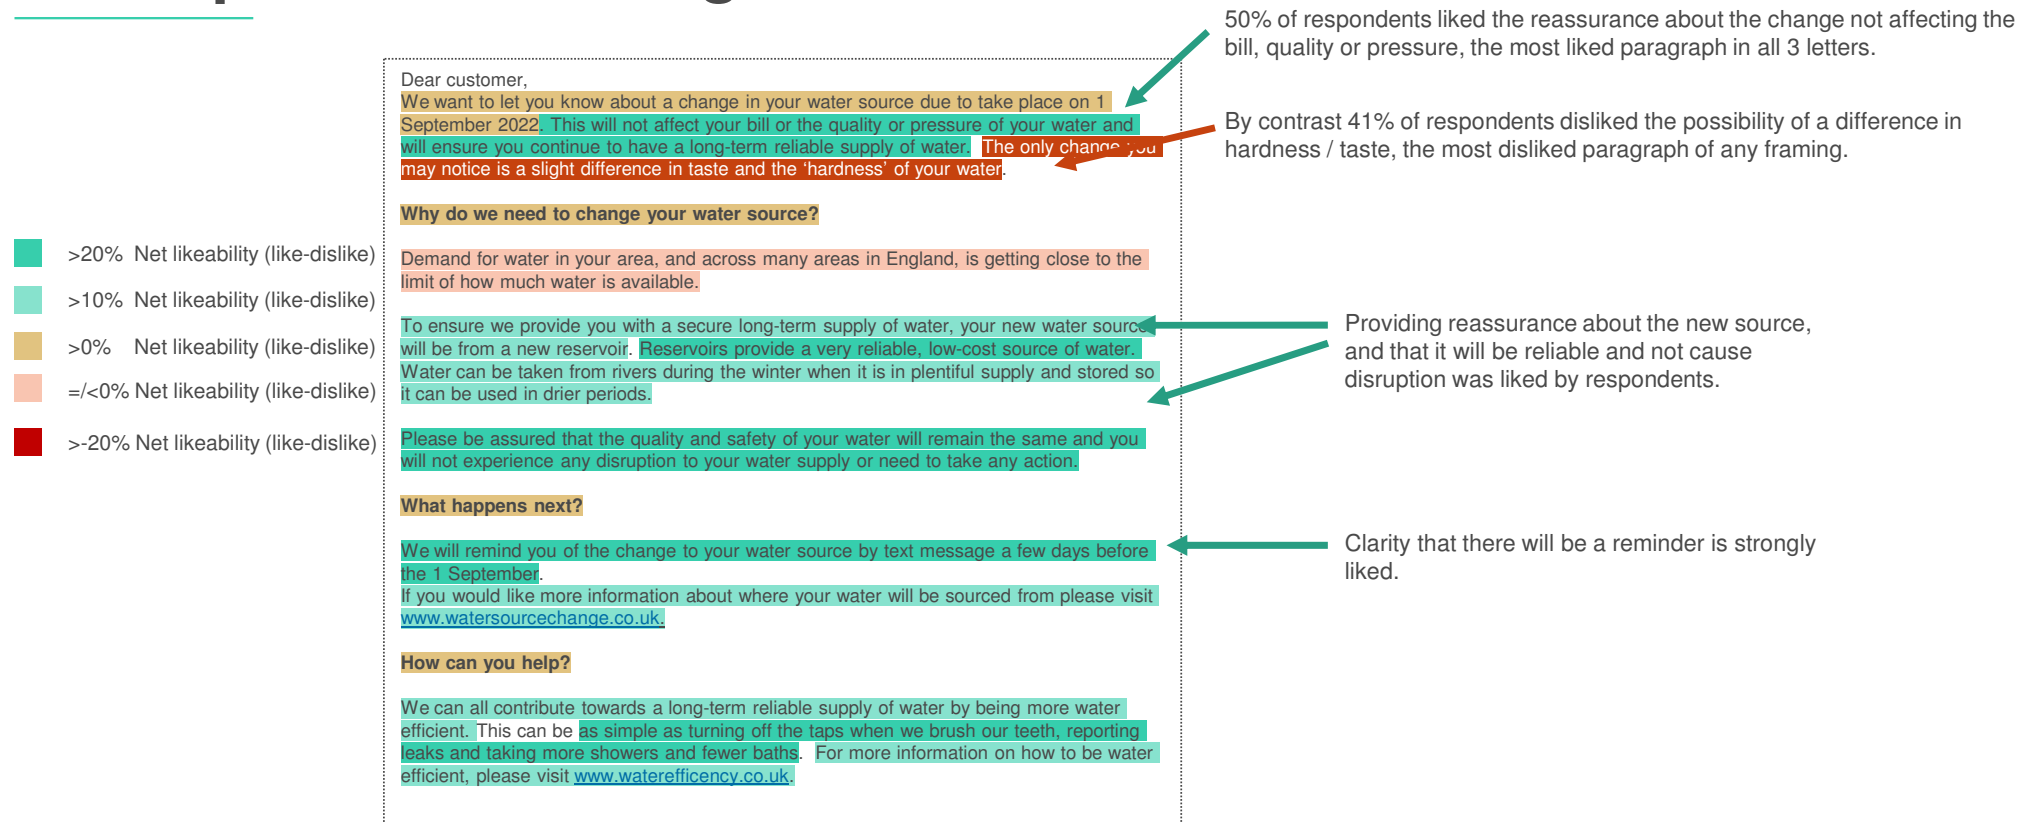 50% of respondents liked the reassurance about the change not affecting the
bill, quality or pressure, the most liked paragraph in all 3 letters.
By contrast 41% of respondents disliked the possibility of a difference in
hardness / taste, the most disliked paragraph of any framing.
Dear customer,
We want to let you know about a change in your water source due to take place on 1
September 2022. This will not affect your bill or the quality or pressure of your water and
will ensure you continue to have a long-term reliable supply of water. The only change you
may notice is a slight difference in taste and the ‘hardness’ of your water.
Why do we need to change your water source?
Demand for water in your area, and across many areas in England, is getting close to the
limit of how much water is available.
To ensure we provide you with a secure long-term supply of water, your new water source
will be from a new reservoir. Reservoirs provide a very reliable, low-cost source of water.
Water can be taken from rivers during the winter when it is in plentiful supply and stored so
it can be used in drier periods.
Please be assured that the quality and safety of your water will remain the same and you
will not experience any disruption to your water supply or need to take any action.
What happens next?
We will remind you of the change to your water source by text message a few days before
the 1 September.
If you would like more information about where your water will be sourced from please visit
www.watersourcechange.co.uk.
How can you help?
We can all contribute towards a long-term reliable supply of water by being more water
efficient. This can be as simple as turning off the taps when we brush our teeth, reporting
leaks and taking more showers and fewer baths. For more information on how to be water
efficient, please visit www.waterefficency.co.uk.
>20% Net likeability (like-dislike)
>10% Net likeability (like-dislike)
>0% Net likeability (like-dislike)
=/<0% Net likeability (like-dislike)
>-20% Net likeability (like-dislike)
Providing reassurance about the new source,
and that it will be reliable and not cause
disruption was liked by respondents.
Clarity that there will be a reminder is strongly
liked.